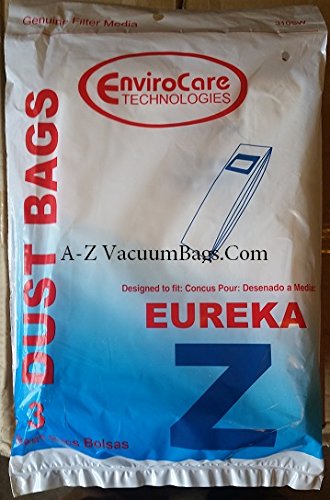 Genuine Filter Media
310SW
EnviroCare
TECHNOLOGIES
3 DUST BAGS
Bolsas
A-Z VacuumBags.Com
Designed to fit: Concus Pour: Desenado a Media:
EUREKA
Z